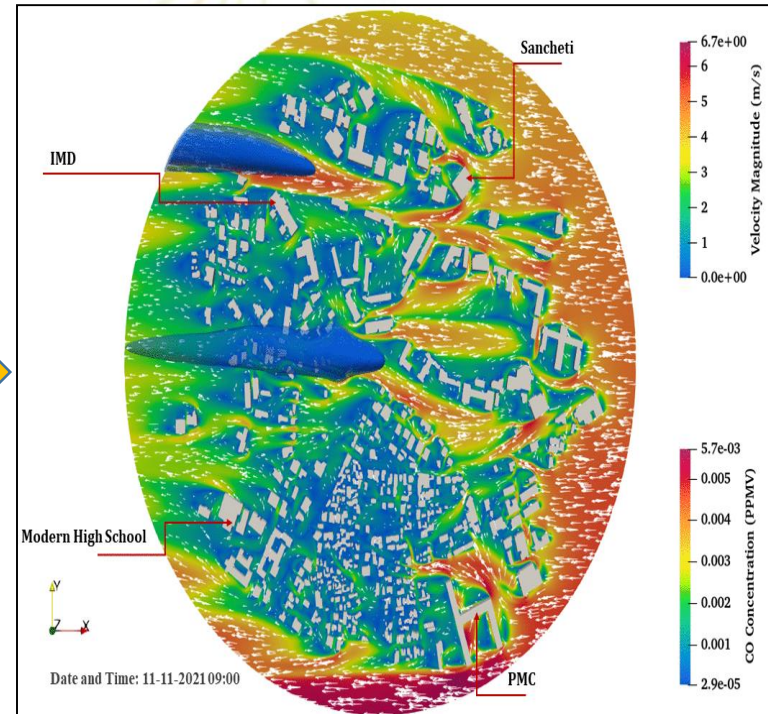 Sancheti
IMD
Modern High School
PMC
Y
Z X
Date and Time: 11-11-2021 09:00
6.7e+00
6
5
4
3
2
1
0.0e+00
Velocity Magnitude (m/s)
5.7e-03
0.005
0.004
0.003
0.002
0.001
2.9e-05
CO Concentration (PPMV)